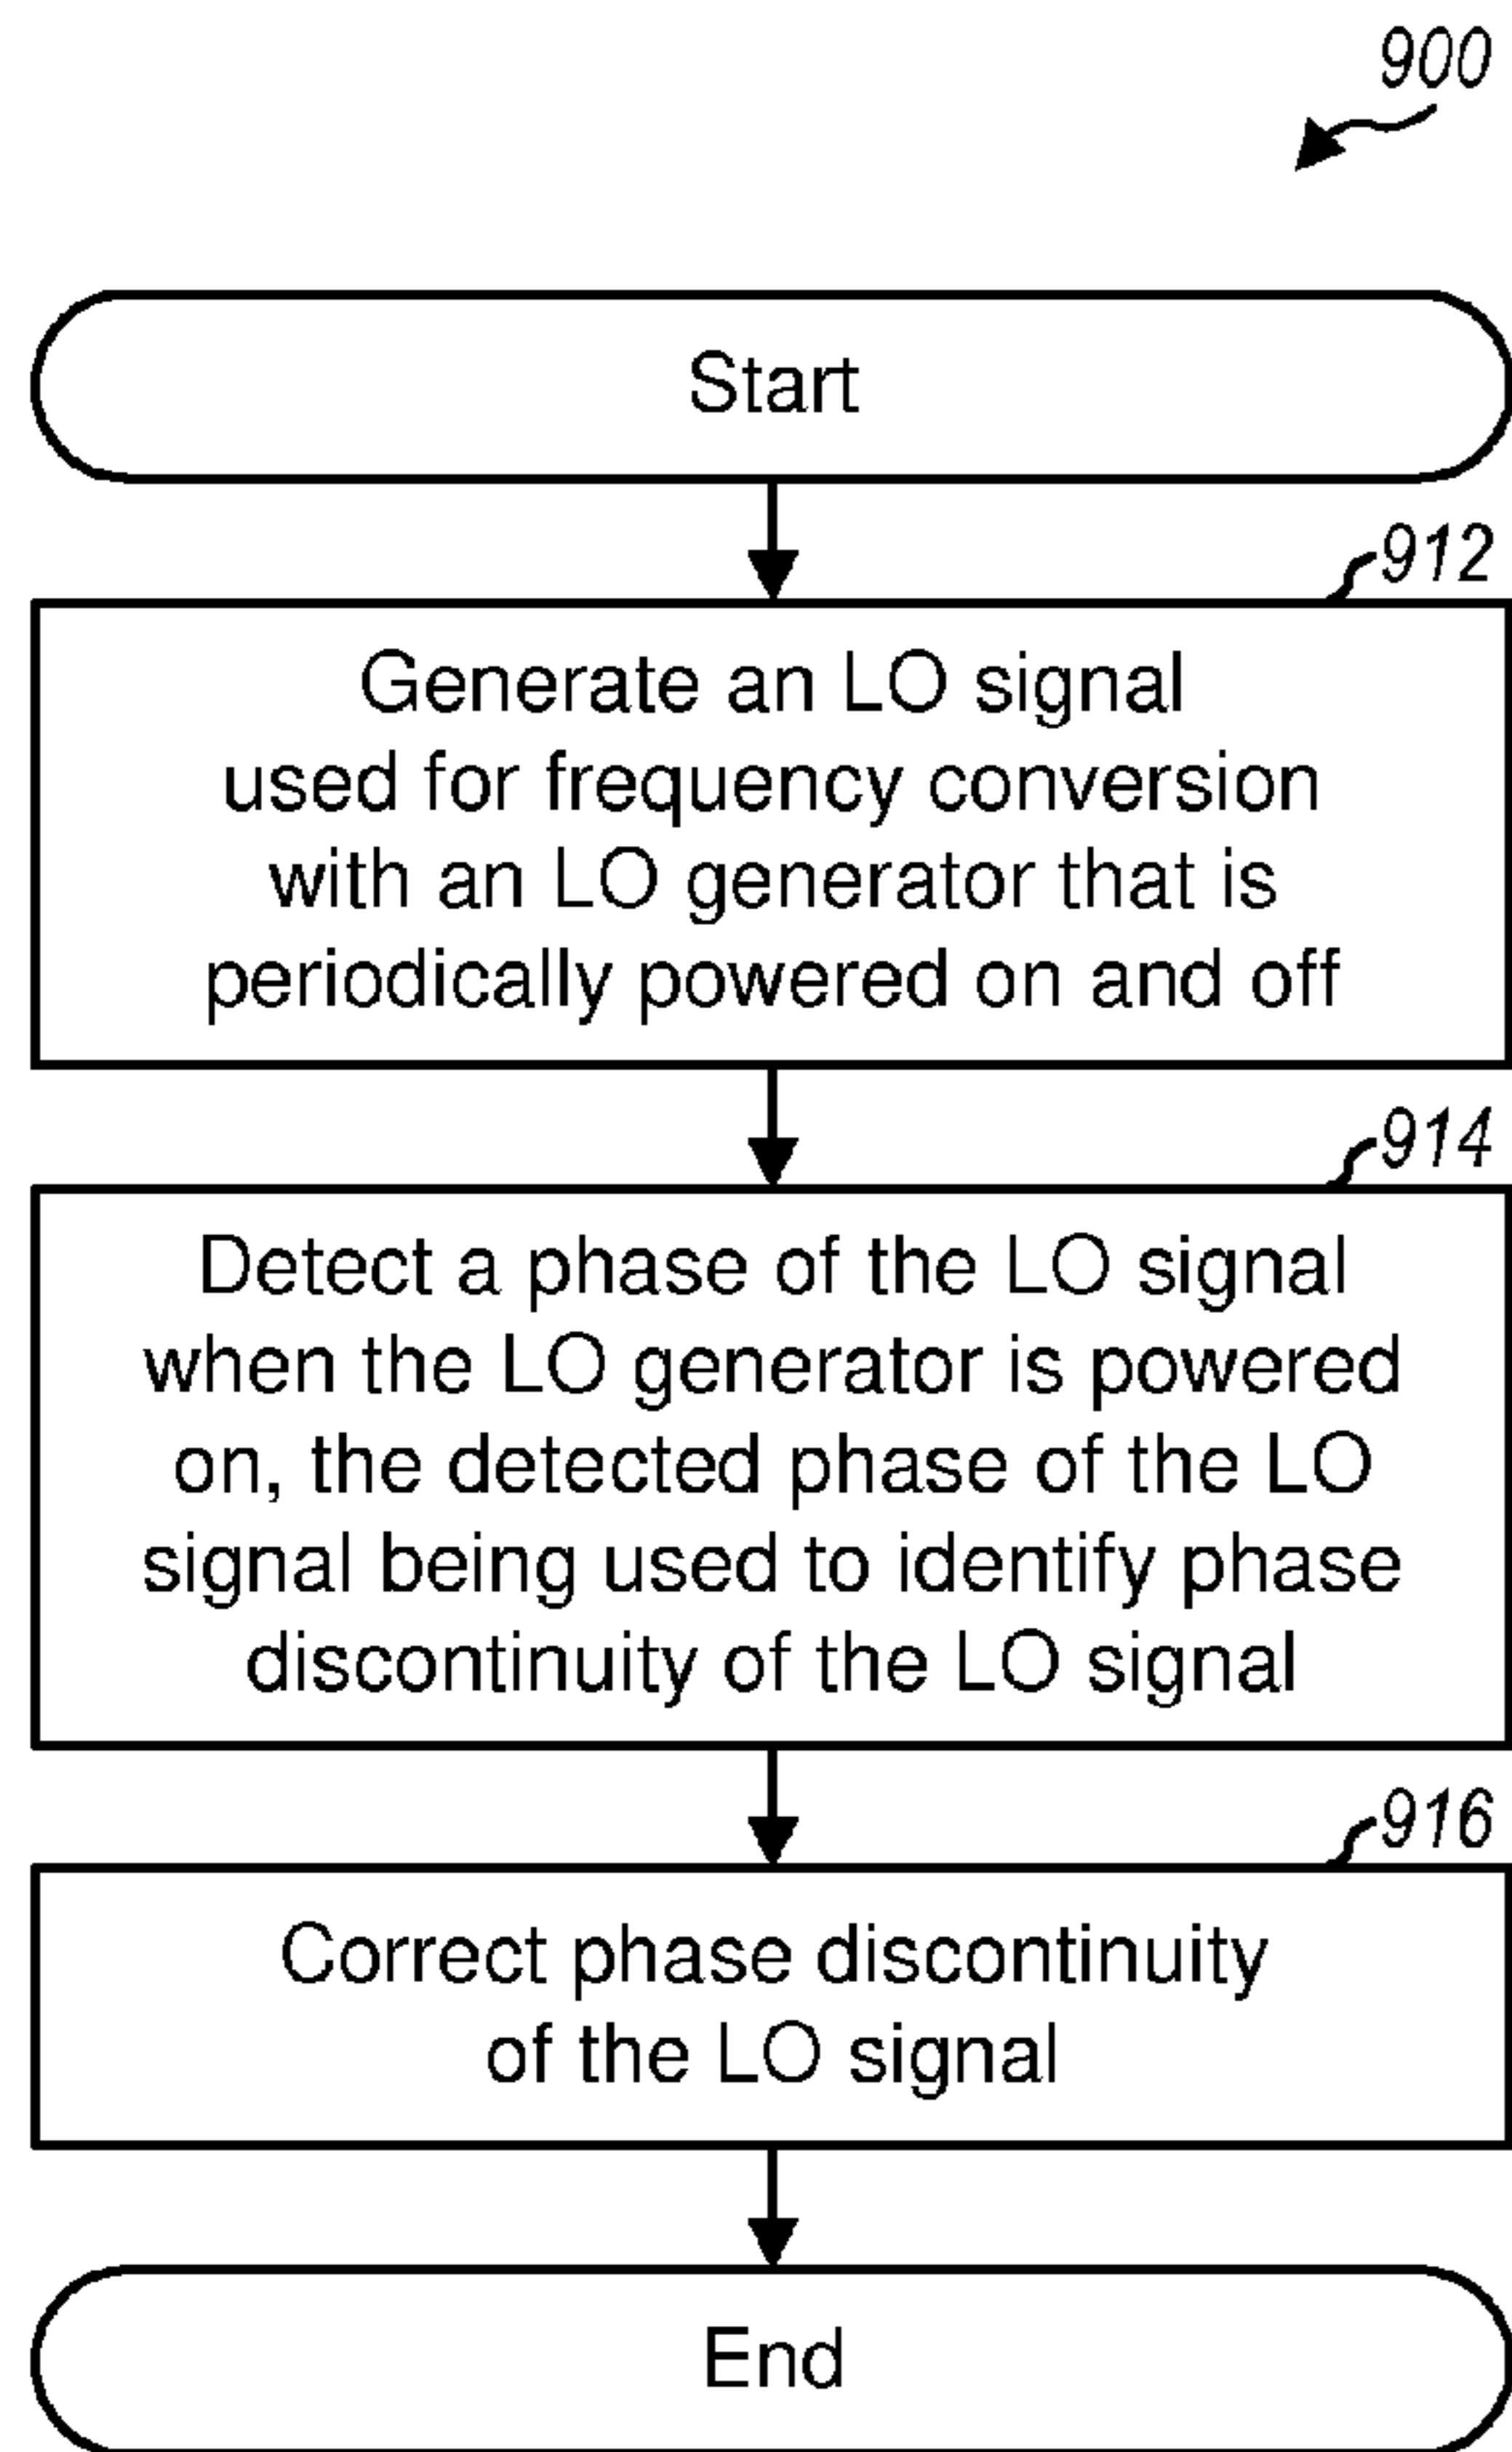 900
Start
912
Generate an LO signal
used for frequency conversion
with an LO generator that is
periodically powered on and off
914
Detect a phase of the LO signal
when the LO generator is powered
on, the detected phase of the LO
signal being used to identify phase
discontinuity of the LO signal
916
Correct phase discontinuity
of the LO signal
End